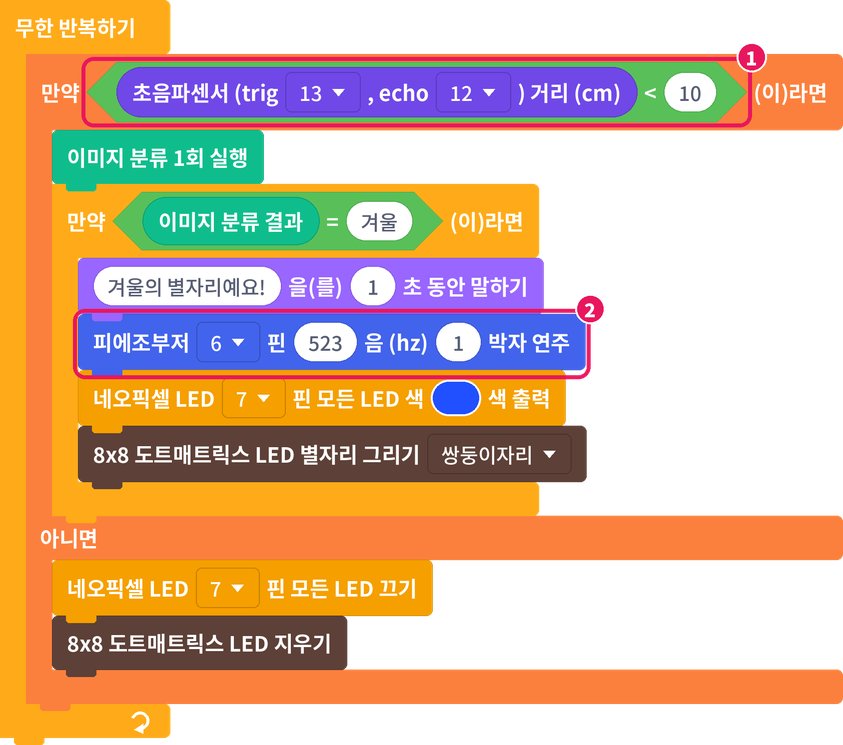 무한 반복하기
1
만약 초음파센서 (trig 13 , echo 12 ) 거리 (cm) < 10 (이)라면
이미지 분류 1회 실행
만약 이미지 분류 결과 = 겨울 (이)라면
겨울의 별자리예요! 을(를) 1 초 동안 말하기
2
피에조부저 6 핀 523 음 (hz) 1 박자 연주
네오픽셀 LED 7 핀 모든 LED 색 색 출력
8x8 도트매트릭스 LED 별자리 그리기 쌍둥이자리
아니면
네오픽셀 LED 7 핀 모든 LED 끄기
8x8 도트매트릭스 LED 지우기